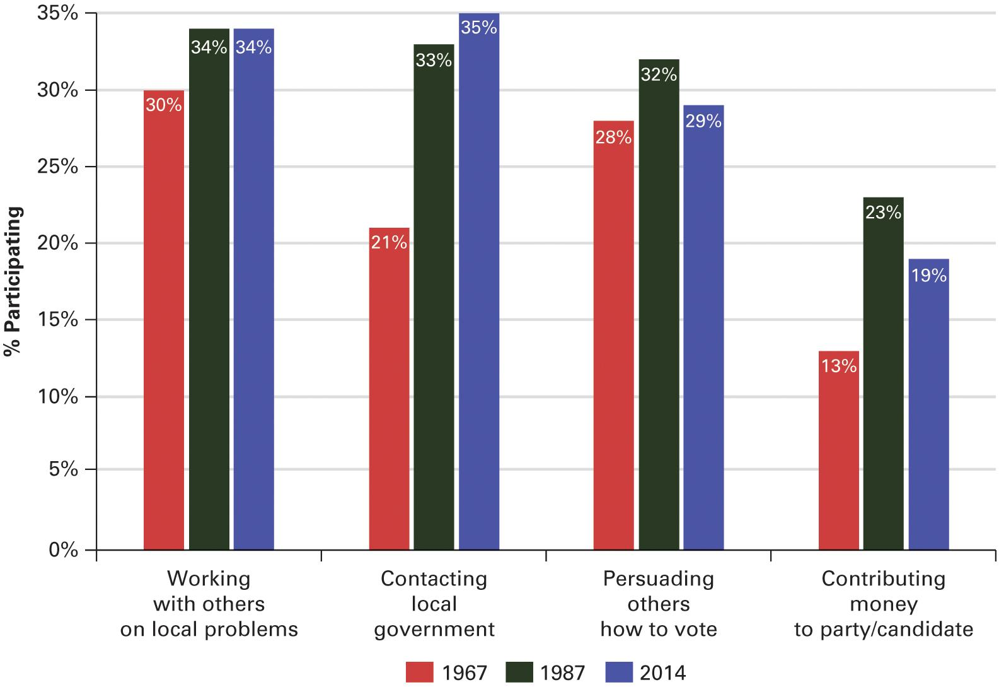 % Participating
35%
30%
25%
20%
15%
10%
5%
0%
30%
34%
34%
21%
33%
35%
28%
32%
29%
13%
23%
19%
Working
with others
on local problems
Contacting
local
government
Persuading
others
how to vote
Contributing
money
to party/candidate
1967
1987
2014